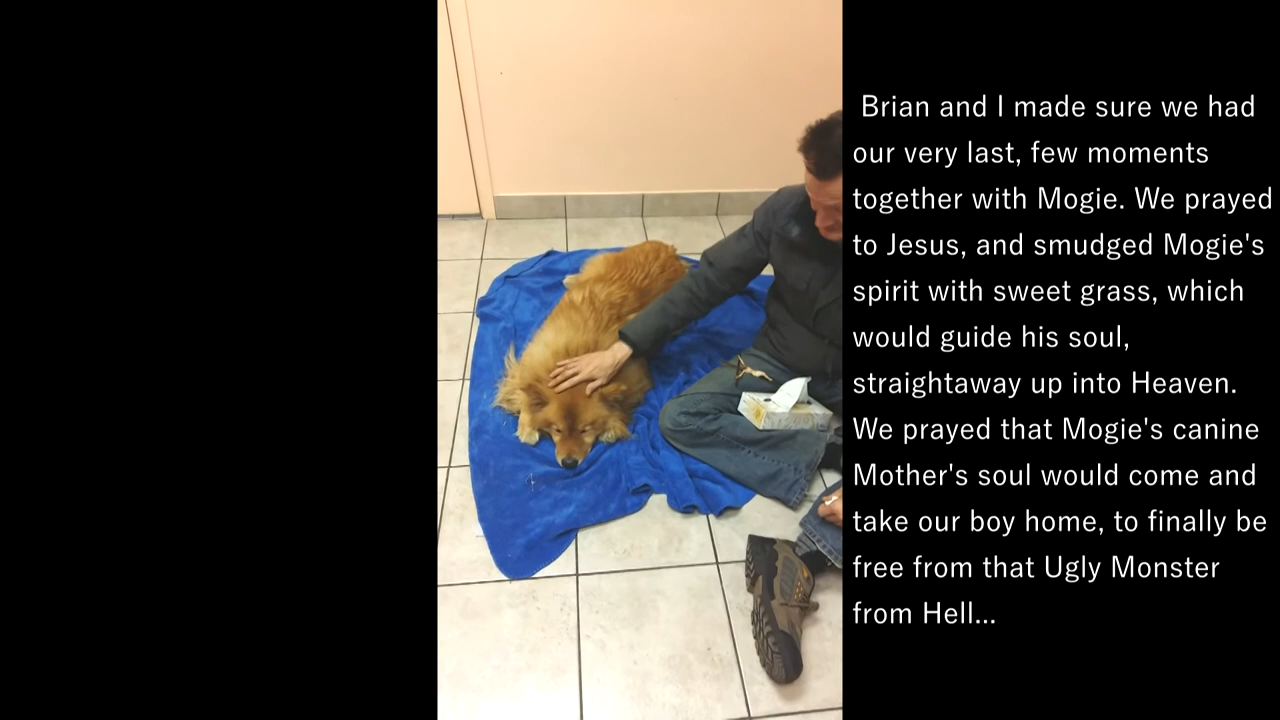 Brian and I made sure we had
our very last, few moments
together with Mogie. We prayed
to Jesus, and smudged Mogie's
spirit with sweet grass, which
would guide his soul,
straightaway up into Heaven.
We prayed that Mogie's canine
Mother's soul would come and
take our boy home, to finally be
free from that Ugly Monster
from Hell...